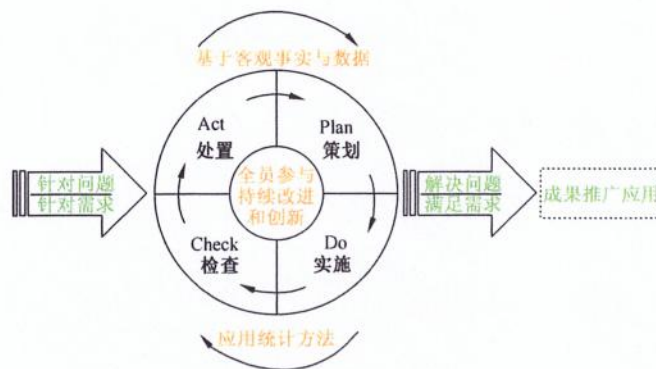 基于客观事实与数据
Act
处置
Plan
策划
针对问题
针对需求
全员参与
持续改进
和创新
解决问题
满足需求
成果推广应用
Check
检查
Do
实施
应用统计方法